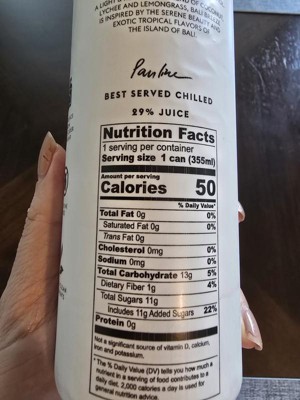 A LIGHT B
OF COCONUT
LYCHEE AND LEMONGRASS, BALI
IS INSPIRED BY THE SERENE BEAUTY AND
EXOTIC TROPICAL FLAVORS OF
THE ISLAND OF BALI.
Pauline
BEST SERVED CHILLED
29% JUICE
Nutrition Facts
1 serving per container
Serving size 1 can (355ml)
Amount per serving
Calories 50
% Daily Value*
Total Fat 0g 0%
Saturated Fat 0g 0%
Trans Fat 0g
Cholesterol 0mg 0%
Sodium 0mg 0%
Total Carbohydrate 13g 5%
Dietary Fiber 1g 4%
Total Sugars 11g
Includes 11g Added Sugars 22%
Protein 0g
Not a significant source of vitamin D, calcium,
iron and potassium.
* The % Daily Value (DV) tells you how much a
nutrient in a serving of food contributes to a
daily diet. 2,000 calories a day is used for
general nutrition advice.